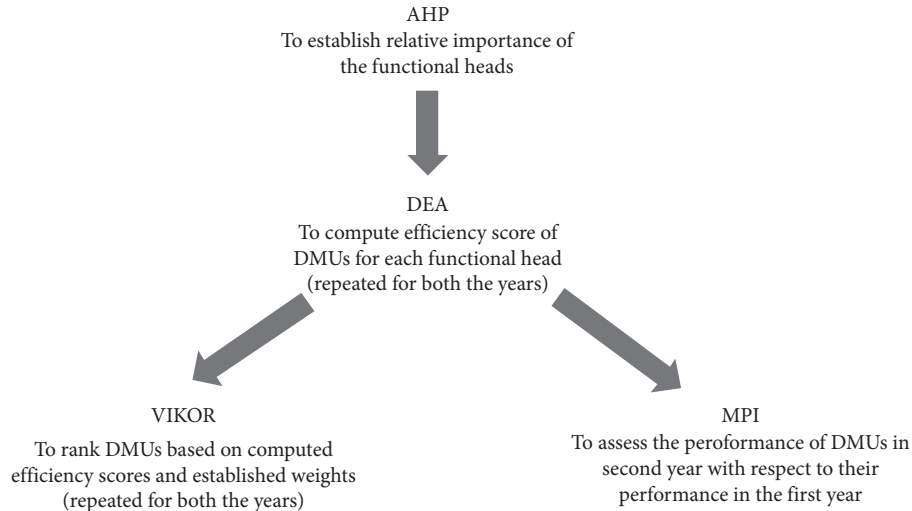 AHP
To establish relative importance of
the functional heads
DEA
To compute efficiency score of
DMUs for each functional head
(repeated for both the years)
VIKOR
To rank DMUs based on computed
efficiency scores and established weights
(repeated for both the years)
MPI
To assess the peroformance of DMUs in
second year with respect to their
performance in the first year